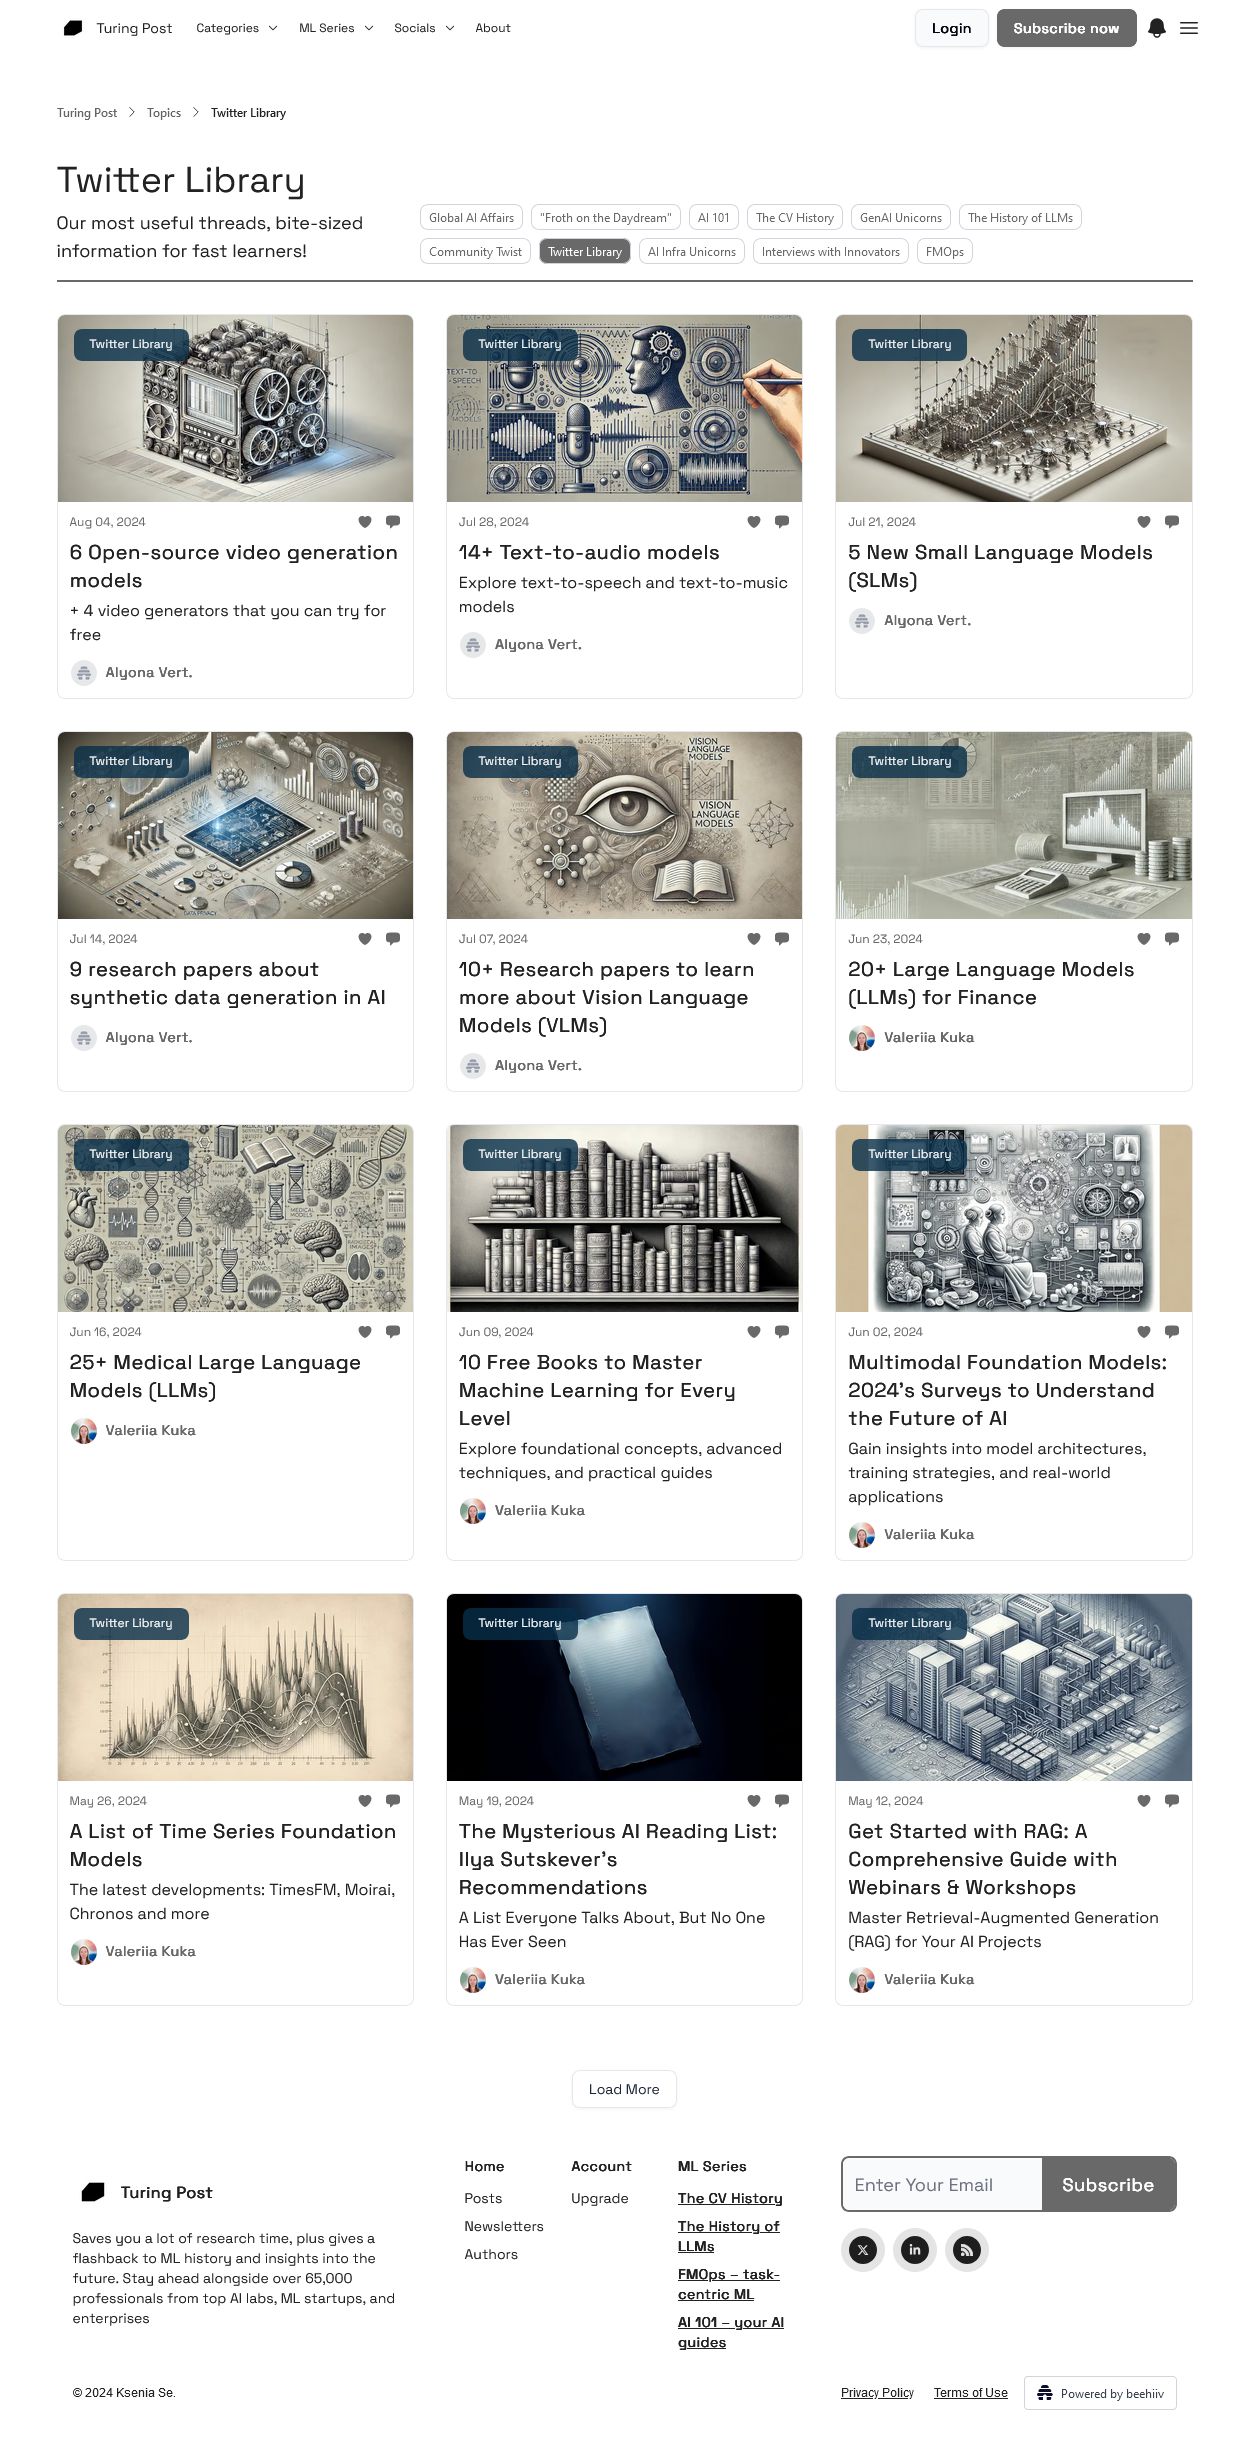 Turing Post
Categories
ML Series
Socials
About
Login
Subscribe now
Turing Post
Topics
Twitter Library
Twitter Library
Our most useful threads, bite-sized
information for fast learners!
Global AI Affairs
"Froth on the Daydream"
AI 101
The CV History
GenAI Unicorns
The History of LLMs
Community Twist
Twitter Library
AI Infra Unicorns
Interviews with Innovators
FMOps
Twitter Library
Aug 04, 2024
6 Open-source video generation
models
+ 4 video generators that you can try for
free
Alyona Vert.
Twitter Library
TEXT-TO
-SPEECH
MODELS
Jul 28, 2024
14+ Text-to-audio models
Explore text-to-speech and text-to-music
models
Alyona Vert.
Twitter Library
Jul 21, 2024
5 New Small Language Models
(SLMs)
Alyona Vert.
Twitter Library
DATA PRIVACY
Jul 14, 2024
9 research papers about
synthetic data generation in AI
Alyona Vert.
Twitter Library
VISION
LANGUAGE
MODELS
VISION
LANGUAGE
MODELS
VISION
Jul 07, 2024
10+ Research papers to learn
more about Vision Language
Models (VLMs)
Alyona Vert.
Twitter Library
Jun 23, 2024
20+ Large Language Models
(LLMs) for Finance
Valeriia Kuka
Twitter Library
MEDICAL
MODELS
DNA
Jun 16, 2024
25+ Medical Large Language
Models (LLMs)
Valeriia Kuka
Twitter Library
Jun 09, 2024
10 Free Books to Master
Machine Learning for Every
Level
Explore foundational concepts, advanced
techniques, and practical guides
Valeriia Kuka
Twitter Library
Jun 02, 2024
Multimodal Foundation Models:
2024's Surveys to Understand
the Future of AI
Gain insights into model architectures,
training strategies, and real-world
applications
Valeriia Kuka
Twitter Library
May 26, 2024
A List of Time Series Foundation
Models
The latest developments: TimesFM, Moirai,
Chronos and more
Valeriia Kuka
Twitter Library
May 19, 2024
The Mysterious AI Reading List:
Ilya Sutskever's
Recommendations
A List Everyone Talks About, But No One
Has Ever Seen
Valeriia Kuka
Twitter Library
May 12, 2024
Get Started with RAG: A
Comprehensive Guide with
Webinars & Workshops
Master Retrieval-Augmented Generation
(RAG) for Your AI Projects
Valeriia Kuka
Load More
Turing Post
Saves you a lot of research time, plus gives a
flashback to ML history and insights into the
future. Stay ahead alongside over 65,000
professionals from top AI labs, ML startups, and
enterprises
Home
Posts
Newsletters
Authors
Account
Upgrade
ML Series
The CV History
The History of
LLMs
FMOps – task-
centric ML
AI 101 – your AI
guides
Enter Your Email
Subscribe
© 2024 Ksenia Se.
Privacy Policy
Terms of Use
Powered by beehiiv